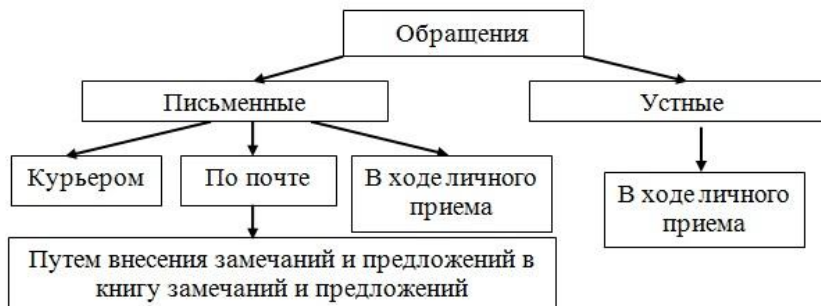 Обращения
Письменные
Устные
Курьером
По почте
В ходе личного
приема
В ходе личного
приема
Путем внесения замечаний и предложений в
книгу замечаний и предложений